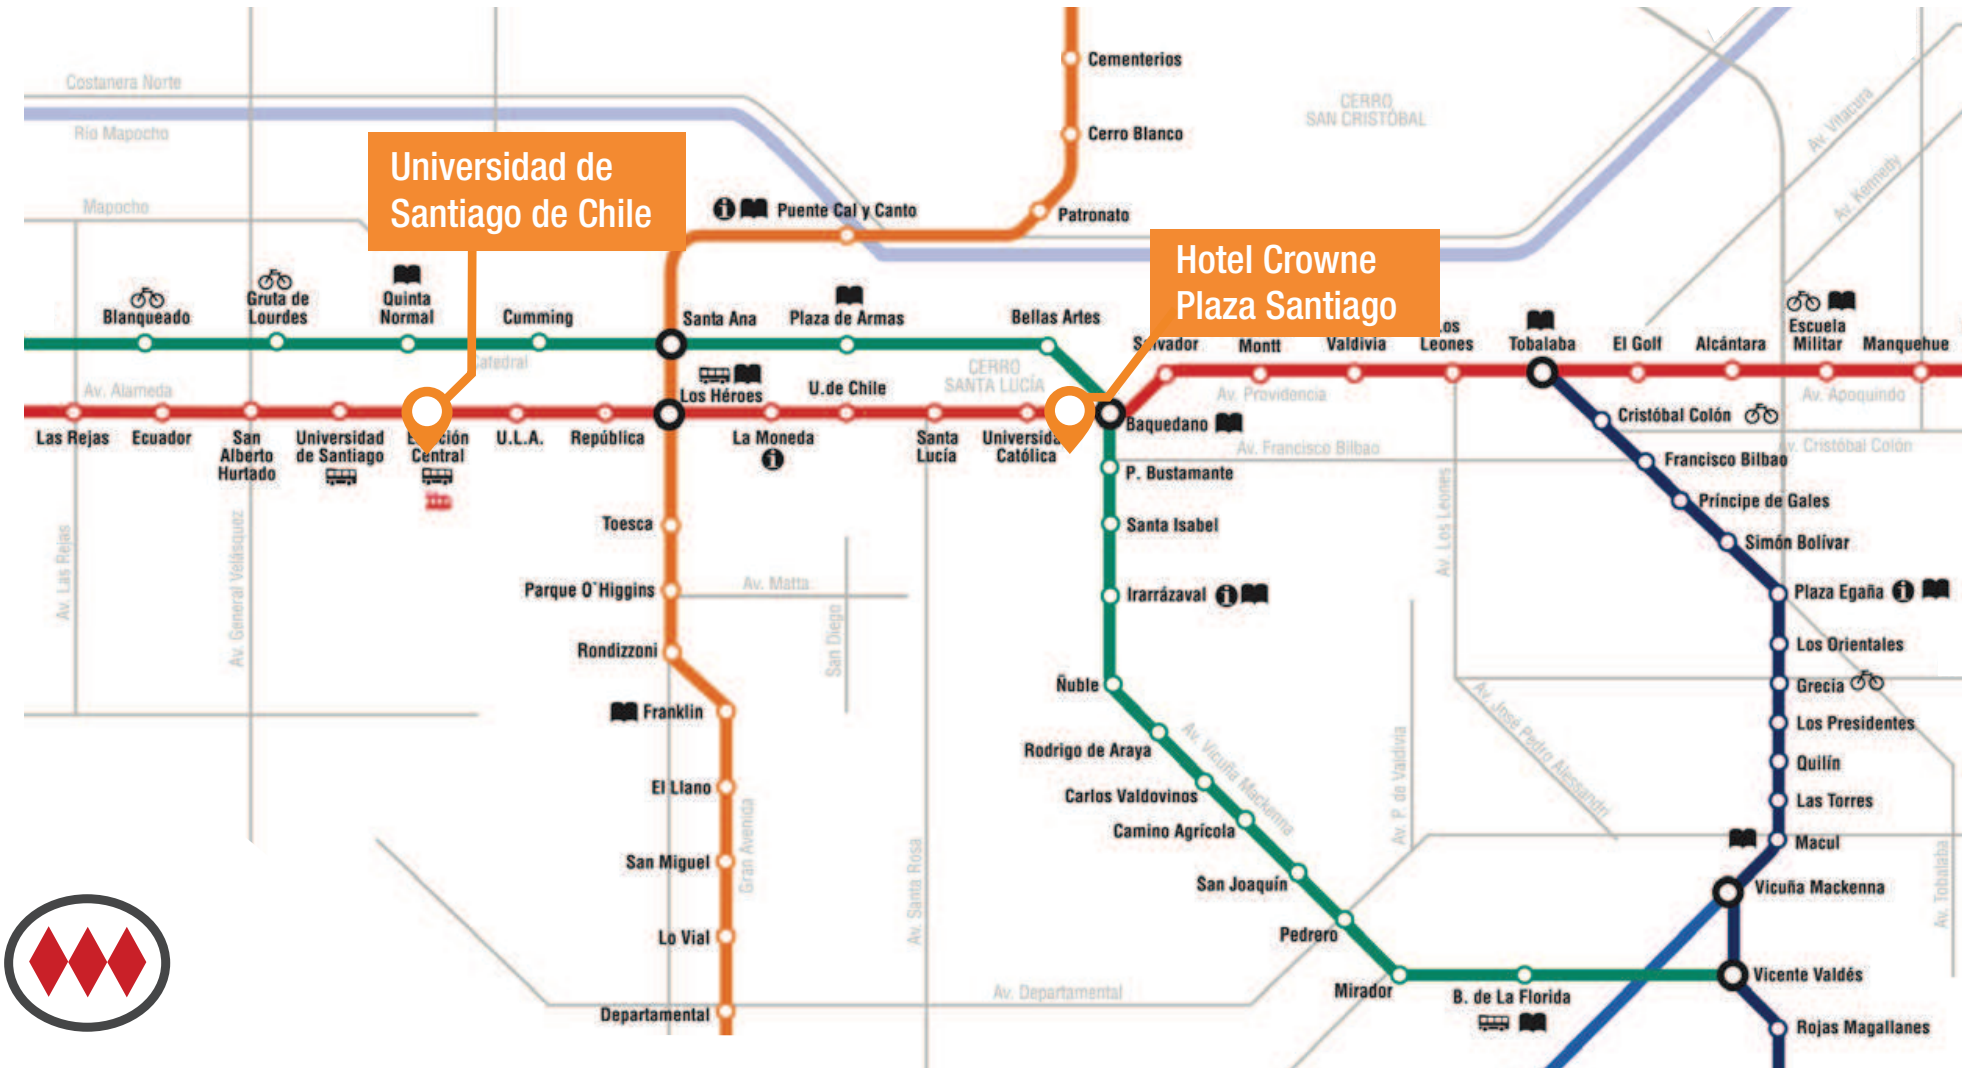 Cementerios
Costanera Norte
CERRO
SAN CRISTÓBAL
Av. Vitacura
Río Mapocho
Cerro Blanco
Universidad de
Santiago de Chile
Av. Kennedy
Mapocho
Puente Cal y Canto
Patronato
Hotel Crowne
Plaza Santiago
Blanqueado
Gruta de
Lourdes
Quinta
Normal
Cumming
Santa Ana
Plaza de Armas
Bellas Artes
Salvador
Montt
Valdivia
Los
Leones
Tobalaba
El Golf
Alcántara
Escuela
Militar
Manquehue
Catedral
CERRO
SANTA LUCÍA
Av. Alameda
Los Héroes
U.de Chile
Av. Providencia
Av. Apoquindo
Las Rejas
Ecuador
San
Alberto
Hurtado
Universidad
de Santiago
Central
U.L.A.
República
La Moneda
Santa
Lucía
Católica
Baquedano
Cristóbal Colón
Av. Francisco Bilbao
Av. Cristóbal Colón
P. Bustamante
Francisco Bilbao
Príncipe de Gales
Toesca
Santa Isabel
Simón Bolívar
Av. Las Rejas
Av. General Velásquez
Av. Los Leones
Parque O'Higgins
Av. Matta
Irarrázaval
Plaza Egaña
San Diego
Rondizzoni
Los Orientales
Ñuble
Grecia
Franklin
Av. José Pedro Alessandri
Los Presidentes
Rodrigo de Araya
Av. Vicuña Mackenna
Av. P. de Valdivia
Quilín
El Llano
Carlos Valdovinos
Las Torres
Camino Agrícola
Macul
San Miguel
Gran Avenida
Av. Santa Rosa
San Joaquín
Vicuña Mackenna
Av. Tobalaba
Lo Vial
Pedrero
Vicente Valdés
Av. Departamental
Mirador
B. de La Florida
Departamental
Rojas Magallanes